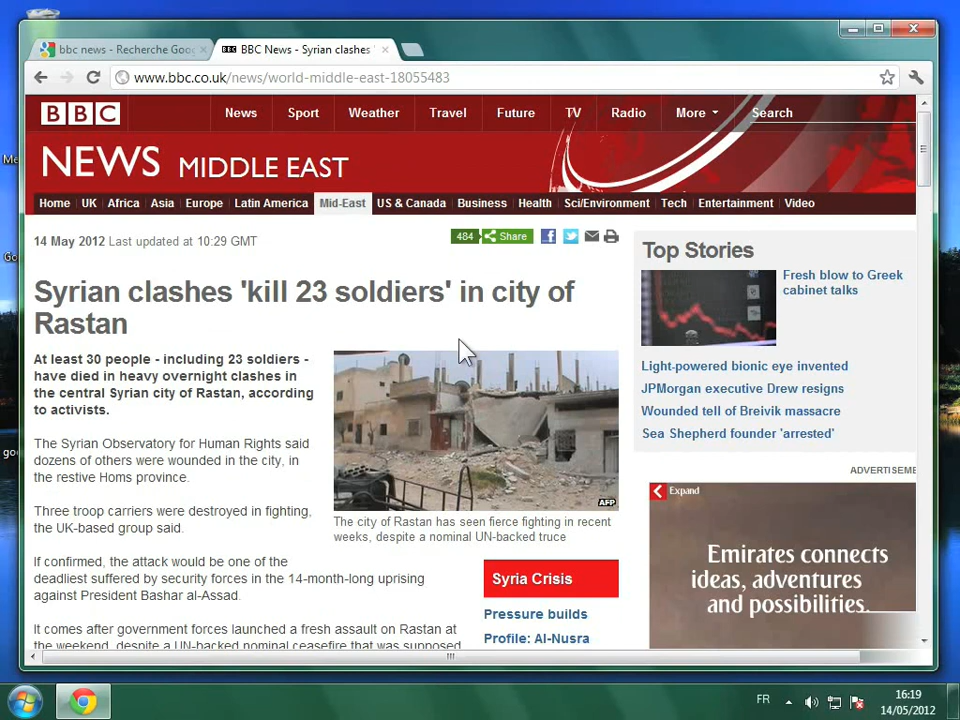 bbc news - Recherche Goo
BBC News - Syrian clashes '
www.bbc.co.uk/news/world-middle-east-18055483
BBC News Sport Weather Travel Future TV Radio More Search
NEWS MIDDLE EAST
Home UK Africa Asia Europe Latin America Mid-East US & Canada Business Health Sci/Environment Tech Entertainment Video
14 May 2012 Last updated at 10:29 GMT
484 Share
Syrian clashes 'kill 23 soldiers' in city of
Rastan
At least 30 people - including 23 soldiers -
have died in heavy overnight clashes in
the central Syrian city of Rastan, according
to activists.
The Syrian Observatory for Human Rights said
dozens of others were wounded in the city, in
the restive Homs province.
Three troop carriers were destroyed in fighting,
the UK-based group said.
If confirmed, the attack would be one of the
deadliest suffered by security forces in the 14-month-long uprising
against President Bashar al-Assad.
It comes after government forces launched a fresh assault on Rastan at
the weekend, despite a UN-backed nominal ceasefire that was supposed
AFP
The city of Rastan has seen fierce fighting in recent
weeks, despite a nominal UN-backed truce
Syria Crisis
Pressure builds
Profile: Al-Nusra
Top Stories
Fresh blow to Greek
cabinet talks
Light-powered bionic eye invented
JPMorgan executive Drew resigns
Wounded tell of Breivik massacre
Sea Shepherd founder 'arrested'
ADVERTISEME
Expand
Emirates connects
ideas, adventures
and possibilities.
FR
16:19
14/05/2012